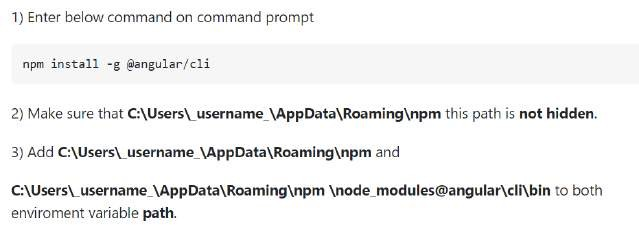 1) Enter below command on command prompt
npm install -g @angular/cli
2) Make sure that C:\Users\_username_\AppData\Roaming\npm this path is not hidden.
3) Add C:\Users\_username_\AppData\Roaming\npm and
C:\Users\_username_\AppData\Roaming\npm \node_modules@angular\cli\bin to both
enviroment variable path.